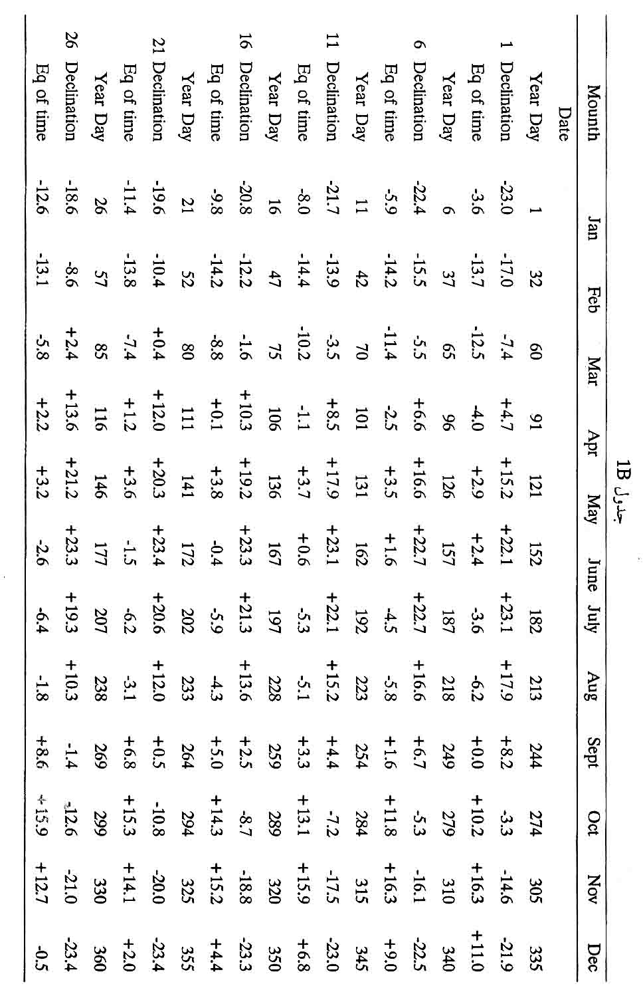 جدول 1B
Mounth Jan Feb Mar Apr May June July Aug Sept Oct Nov Dec
Date
Year Day 1 32 60 91 121 152 182 213 244 274 305 335
1 Declination -23.0 -17.0 -7.4 +4.7 +15.2 +22.1 +23.1 +17.9 +8.2 -3.3 -14.6 -21.9
Eq of time -3.6 -13.7 -12.5 -4.0 +2.9 +2.4 -3.6 -6.2 +0.0 +10.2 +16.3 +11.0
Year Day 6 37 65 96 126 157 187 218 249 279 310 340
6 Declination -22.4 -15.5 -5.5 +6.6 +16.6 +22.7 +22.7 +16.6 +6.7 -5.3 -16.1 -22.5
Eq of time -5.9 -14.2 -11.4 -2.5 +3.5 +1.6 -4.5 -5.8 +1.6 +11.8 +16.3 +9.0
Year Day 11 42 70 101 131 162 192 223 254 284 315 345
11 Declination -21.7 -13.9 -3.5 +8.5 +17.9 +23.1 +22.1 +15.2 +4.4 -7.2 -17.5 -23.0
Eq of time -8.0 -14.4 -10.2 -1.1 +3.7 +0.6 -5.3 -5.1 +3.3 +13.1 +15.9 +6.8
Year Day 16 47 75 106 136 167 197 228 259 289 320 350
16 Declination -20.8 -12.2 -1.6 +10.3 +19.2 +23.3 +21.3 +13.6 +2.5 -8.7 -18.8 -23.3
Eq of time -9.8 -14.2 -8.8 +0.1 +3.8 -0.4 -5.9 -4.3 +5.0 +14.3 +15.2 +4.4
Year Day 21 52 80 111 141 172 202 233 264 294 325 355
21 Declination -19.6 -10.4 +0.4 +12.0 +20.3 +23.4 +20.6 +12.0 +0.5 -10.8 -20.0 -23.4
Eq of time -11.4 -13.8 -7.4 +1.2 +3.6 -1.5 -6.2 -3.1 +6.8 +15.3 +14.1 +2.0
Year Day 26 57 85 116 146 177 207 238 269 299 330 360
26 Declination -18.6 -8.6 +2.4 +13.6 +21.2 +23.3 +19.3 +10.3 -1.4 -12.6 -21.0 -23.4
Eq of time -12.6 -13.1 -5.8 +2.2 +3.2 -2.6 -6.4 -1.8 +8.6 +15.9 +12.7 -0.5